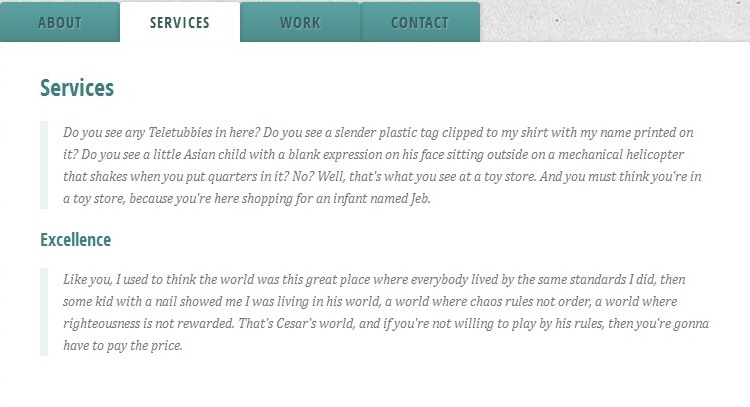 ABOUT SERVICES WORK CONTACT
Services
Do you see any Teletubbies in here? Do you see a slender plastic tag clipped to my shirt with my name printed on
it? Do you see a little Asian child with a blank expression on his face sitting outside on a mechanical helicopter
that shakes when you put quarters in it? No? Well, that's what you see at a toy store. And you must think you're in
a toy store, because you're here shopping for an infant named Jeb.
Excellence
Like you, I used to think the world was this great place where everybody lived by the same standards I did, then
some kid with a nail showed me I was living in his world, a world where chaos rules not order, a world where
righteousness is not rewarded. That's Cesar's world, and if you're not willing to play by his rules, then you're gonna
have to pay the price.